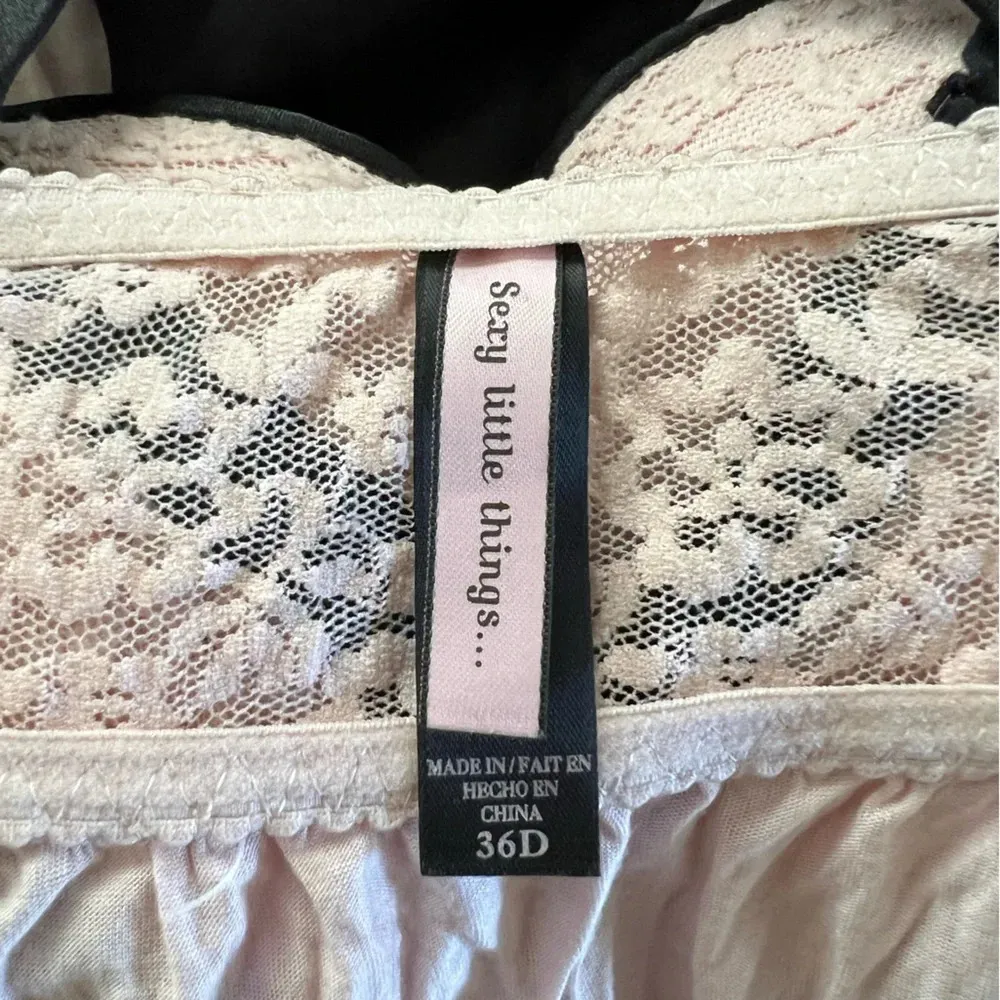 Sexy little things...
MADE IN / FAIT EN
HECHO EN
CHINA
36D